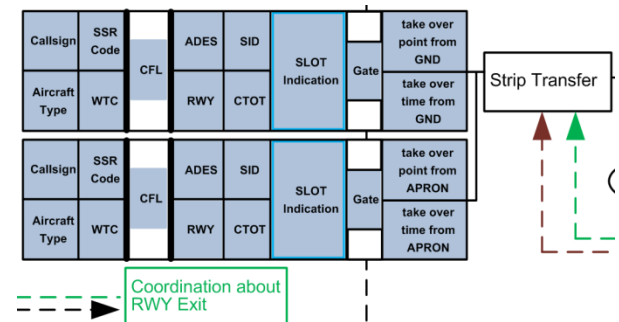 Callsign
SSR
Code
CFL
ADES
SID
SLOT
Indication
Gate
take over
point from
GND
Aircraft
Type
WTC
RWY
CTOT
take over
time from
GND
Strip Transfer
Callsign
SSR
Code
CFL
ADES
SID
SLOT
Indication
Gate
take over
point from
APRON
Aircraft
Type
WTC
RWY
CTOT
take over
time from
APRON
Coordination about
RWY Exit